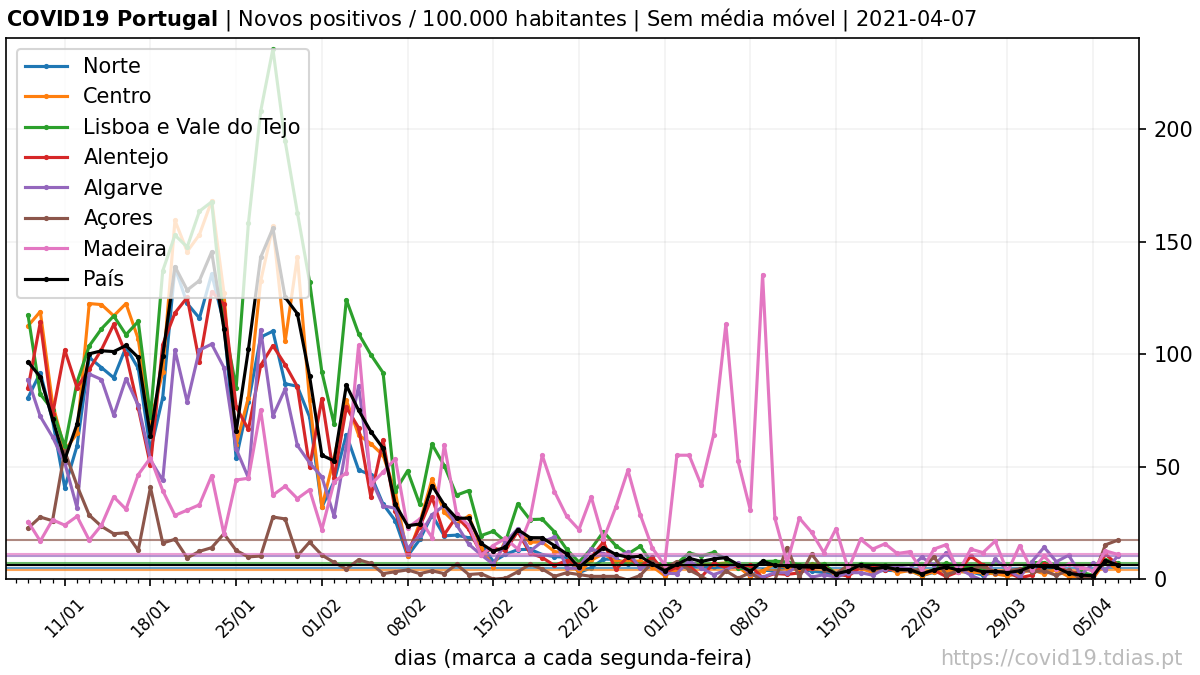 COVID19 Portugal | Novos positivos / 100.000 habitantes | Sem média móvel | 2021-04-07
Norte
Centro
Lisboa e Vale do Tejo
Alentejo
Algarve
Açores
Madeira
País
200
150
100
50
0
11/01
18/01
25/01
01/02
08/02
15/02
22/02
01/03
08/03
15/03
22/03
29/03
05/04
dias (marca a cada segunda-feira)
https://covid19.tdias.pt